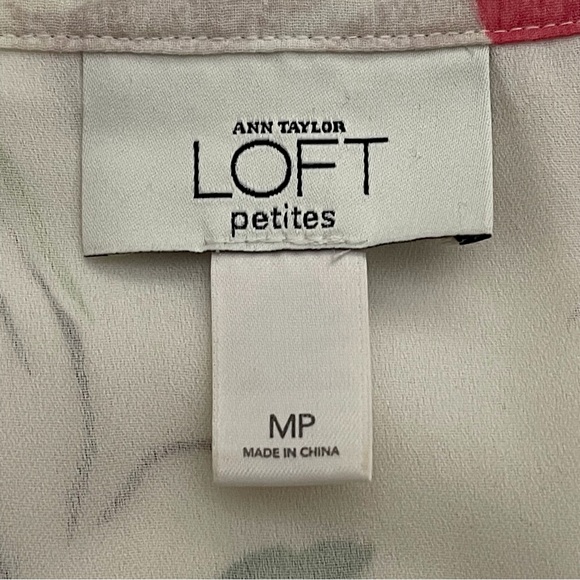 ANN TAYLOR
LOFT
petites
MP
MADE IN CHINA